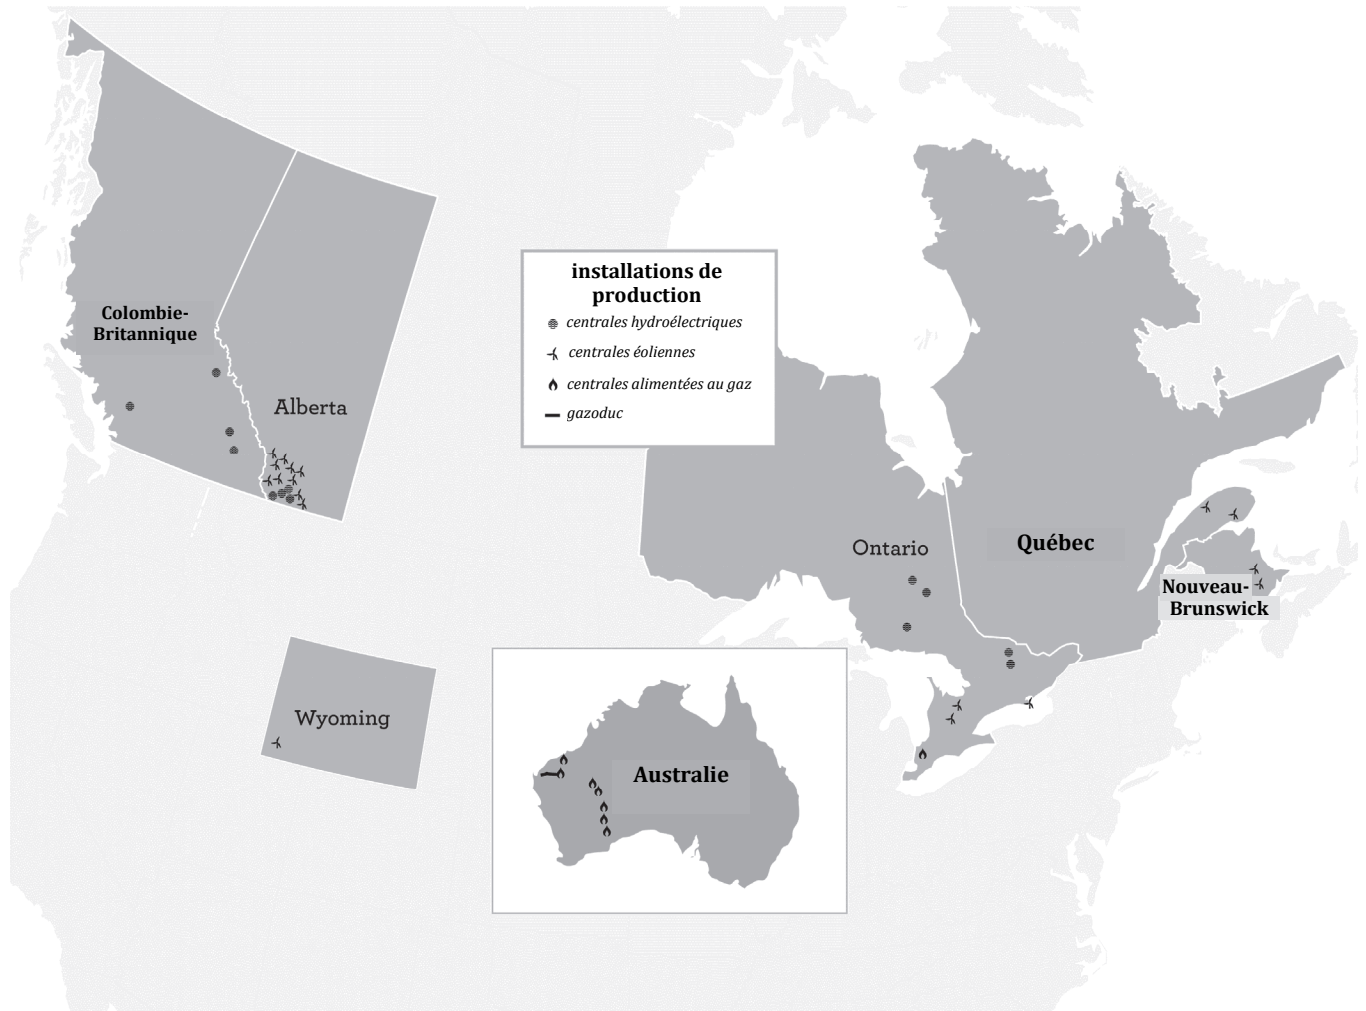 installations de
production
centrales hydroélectriques
centrales éoliennes
centrales alimentées au gaz
gazoduc
Colombie-
Britannique
Alberta
Ontario
Québec
Nouveau-
Brunswick
Wyoming
Australie